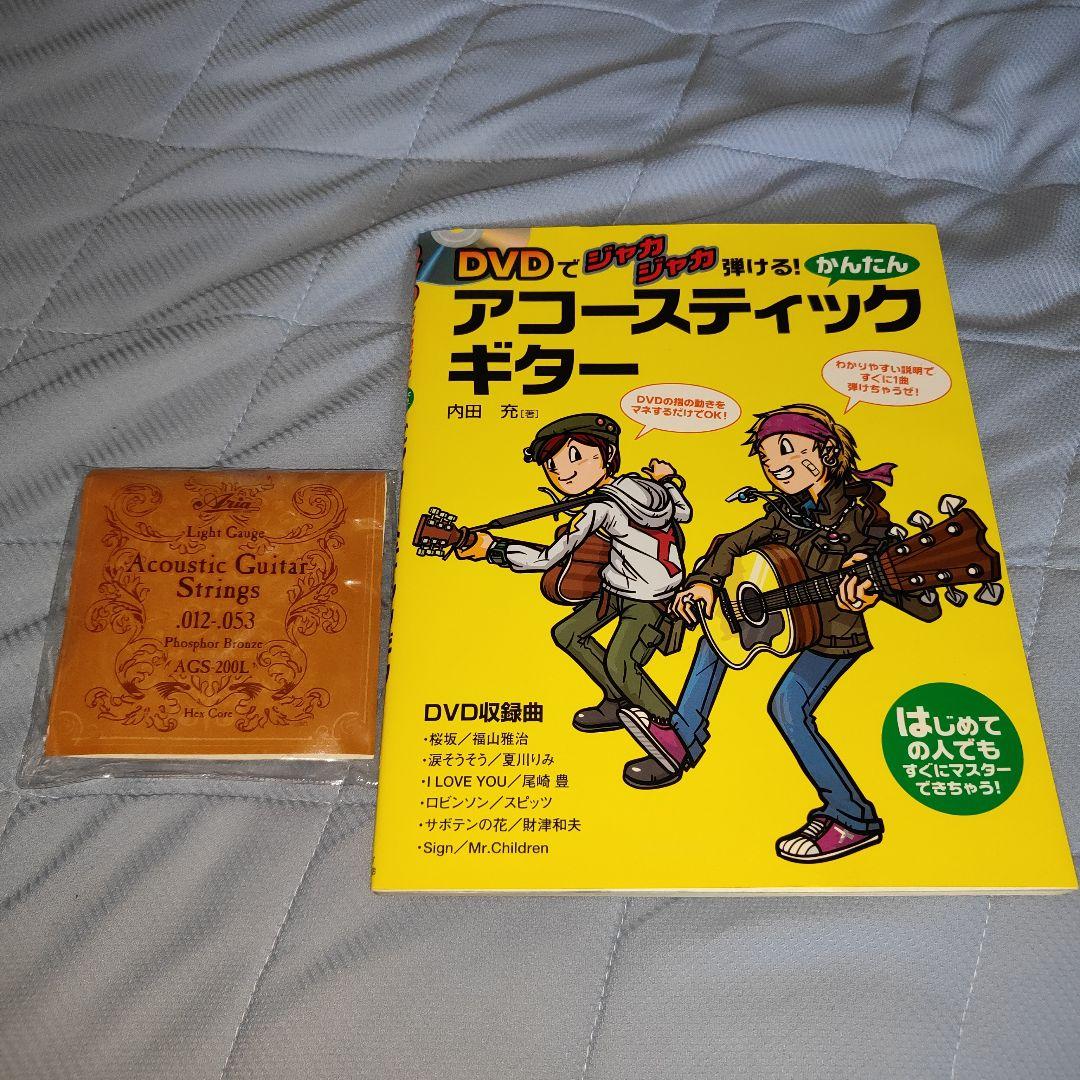 Aria
Light Gauge
Acoustic Guitar
Strings
.012-.053
Phosphor Bronze
AGS-200L
Hex Core
DVDで ジャカジャカ 弾ける! かんたん
アコースティック
ギター
内田 充[著]
DVDの指の動きを
マネするだけでOK!
わかりやすい説明で
すぐに1曲
弾けちゃうぜ!
DVD収録曲
・桜坂/福山雅治
・涙そうそう/夏川りみ
・I LOVE YOU/尾崎 豊
・ロビンソン/スピッツ
・サボテンの花/財津和夫
・Sign/Mr.Children
はじめて
の人でも
すぐにマスター
できちゃう!